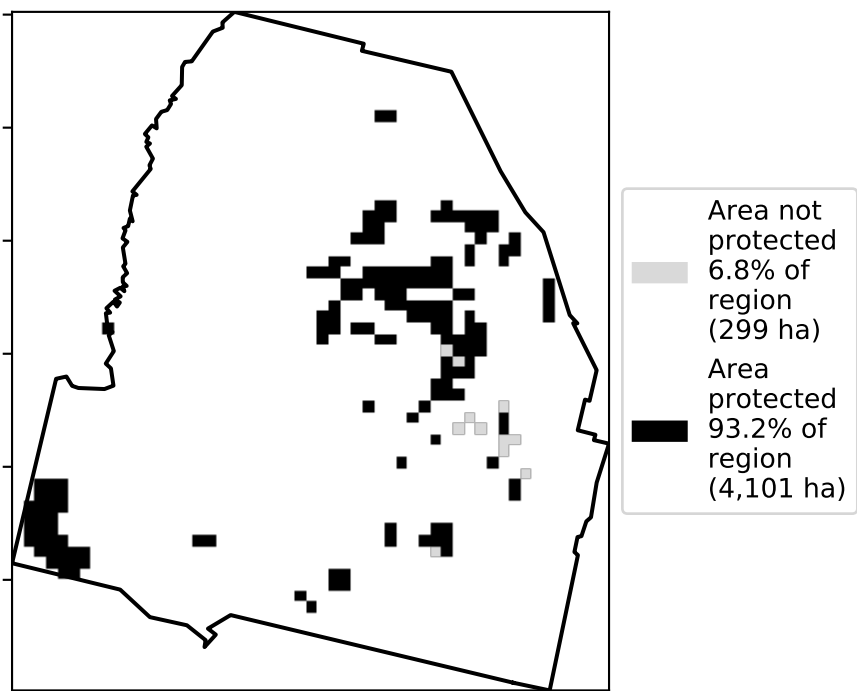 Area not
protected
6.8% of
region
(299 ha)
Area
protected
93.2% of
region
(4,101 ha)